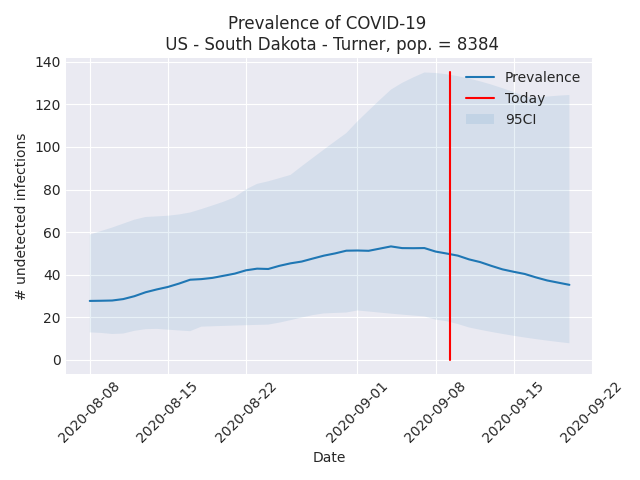 Prevalence of COVID-19
US - South Dakota - Turner, pop. = 8384
140
120
100
80
60
40
20
0
# undetected infections
Prevalence
Today
95CI
2020-08-08
2020-08-15
2020-08-22
2020-09-01
2020-09-08
2020-09-15
2020-09-22
Date